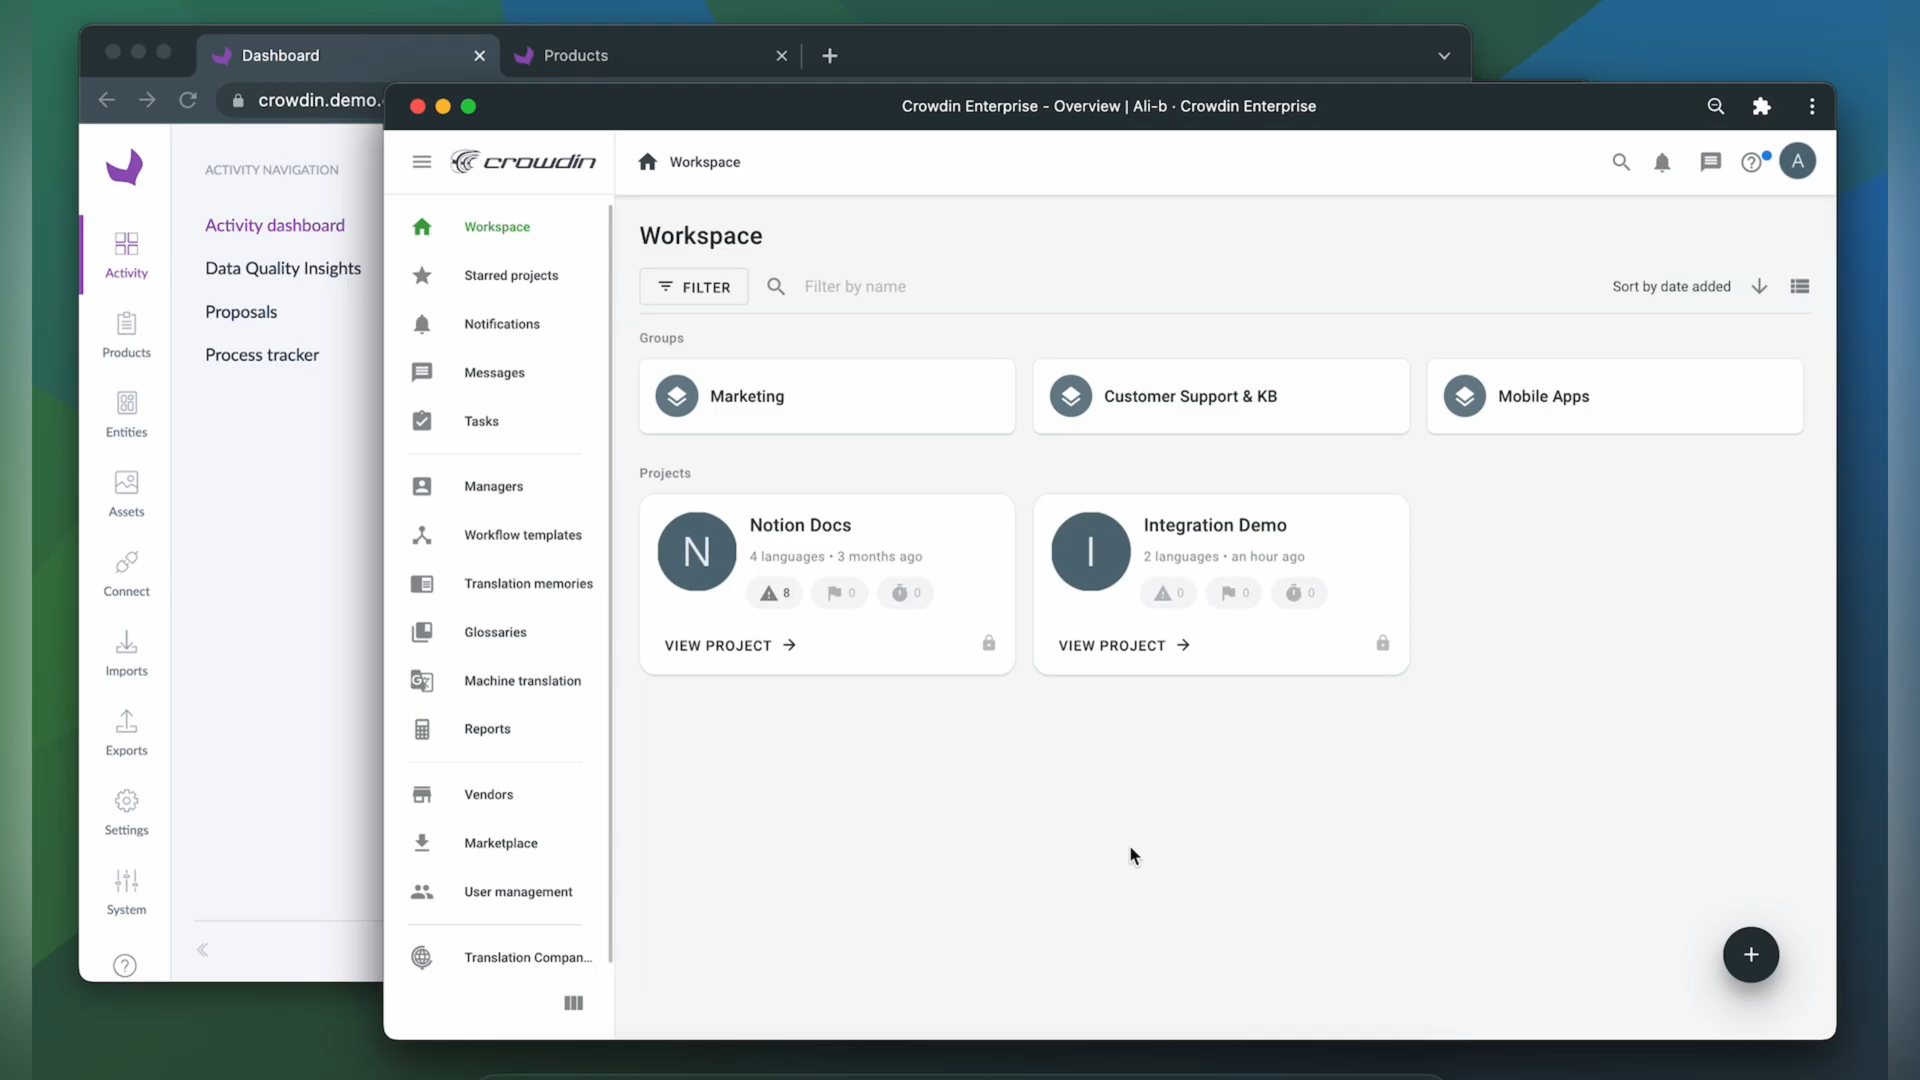 Dashboard
Products
crowdin.demo.
Crowdin Enterprise - Overview | Ali-b · Crowdin Enterprise
ACTIVITY NAVIGATION
Activity dashboard
Data Quality Insights
Proposals
Process tracker
Activity
Products
Entities
Assets
Connect
Imports
Exports
Settings
System
crowdin
Workspace
A
Workspace
Starred projects
Notifications
Messages
Tasks
Managers
Workflow templates
Translation memories
Glossaries
Machine translation
Reports
Vendors
Marketplace
User management
Translation Compan...
Workspace
FILTER
Filter by name
Sort by date added
Groups
Marketing
Customer Support & KB
Mobile Apps
Projects
N
Notion Docs
4 languages • 3 months ago
8
0
0
VIEW PROJECT
I
Integration Demo
2 languages • an hour ago
0
0
0
VIEW PROJECT